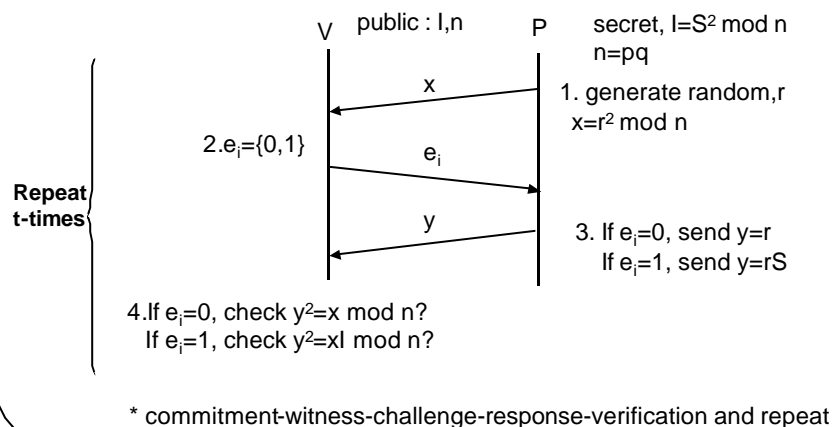 V public : I,n P secret, I=S² mod n
n=pq
x
1. generate random,r
x=r² mod n
2.eᵢ={0,1}
eᵢ
Repeat
t-times
y
3. If eᵢ=0, send y=r
If eᵢ=1, send y=rS
4.If eᵢ=0, check y²=x mod n?
If eᵢ=1, check y²=xI mod n?
* commitment-witness-challenge-response-verification and repeat